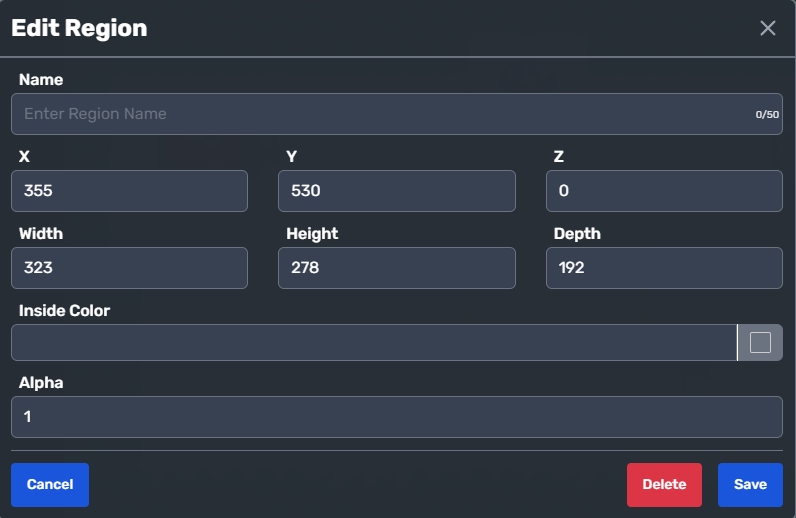 Edit Region
Name
Enter Region Name 0/50
X Y Z
355 530 0
Width Height Depth
323 278 192
Inside Color
Alpha
1
Cancel Delete Save